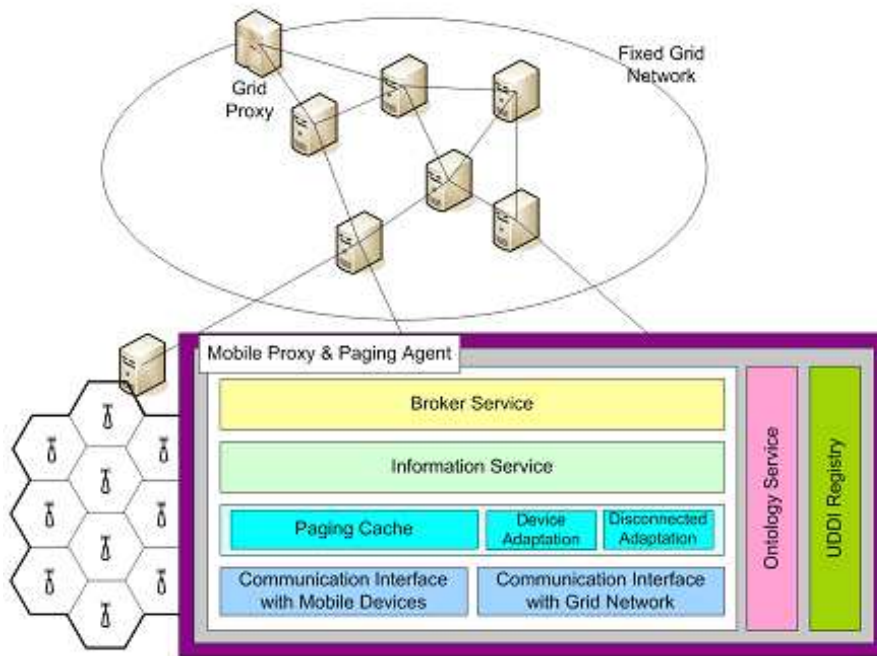 Fixed Grid
Network
Grid
Proxy
Mobile Proxy & Paging Agent
Broker Service
Information Service
Paging Cache
Device
Adaptation
Disconnected
Adaptation
Communication Interface
with Mobile Devices
Communication Interface
with Grid Network
Ontology Service
UDDI Registry